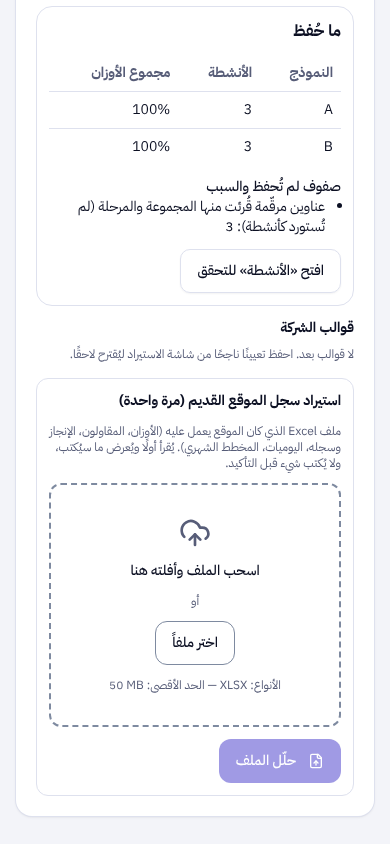 ما حُفظ
النموذج الأنشطة مجموع الأوزان
A 3 100%
B 3 100%
صفوف لم تُحفظ والسبب
• عناوين مرقّمة قُرئت منها المجموعة والمرحلة (لم
تُستورد كأنشطة): 3
افتح «الأنشطة» للتحقق
قوالب الشركة
لا قوالب بعد. احفظ تعيينًا ناجحًا من شاشة الاستيراد ليُقترح لاحقًا.
استيراد سجل الموقع القديم (مرة واحدة)
ملف Excel الذي كان الموقع يعمل عليه (الأوزان، المقاولون، الإنجاز
وسجله، اليوميات، المخطط الشهري). يُقرأ أولًا ويُعرض ما سيُكتب،
ولا يُكتب شيء قبل التأكيد.
اسحب الملف وأفلته هنا
أو
اختر ملفاً
الأنواع: XLSX — الحد الأقصى: 50 MB
حلّل الملف